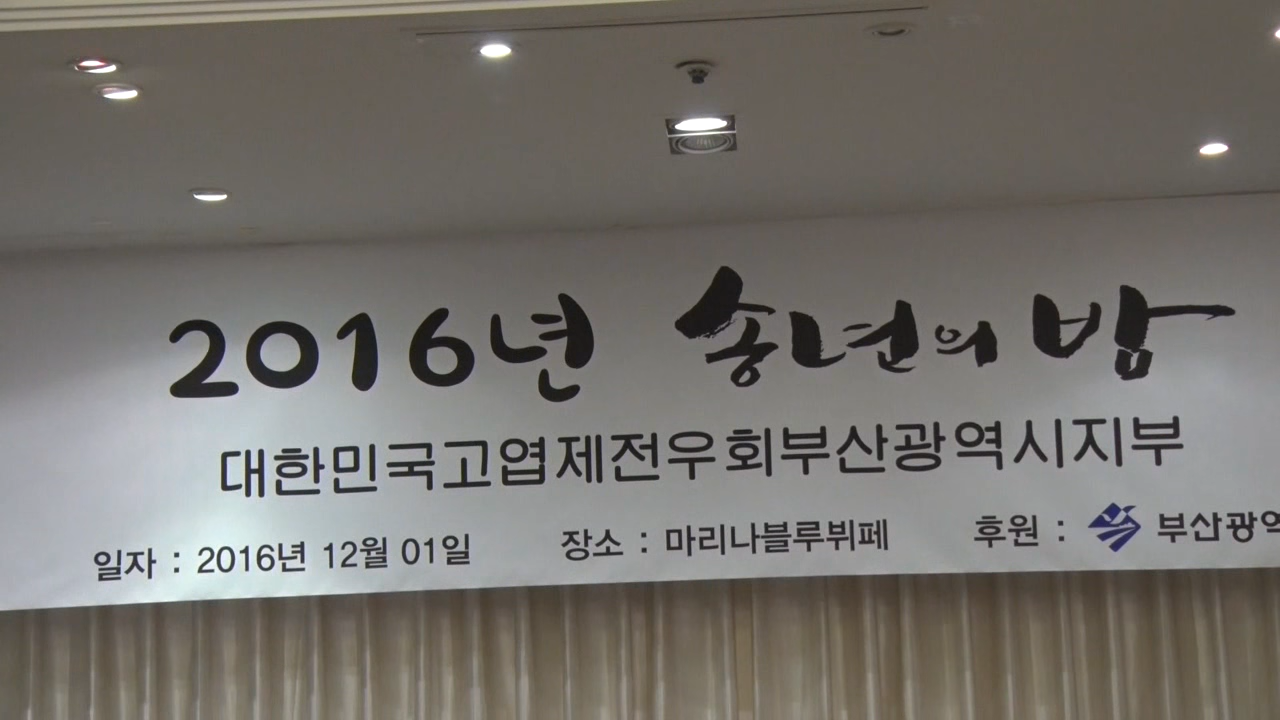 2016년 송년의 밤
대한민국고엽제전우회부산광역시지부
일자 : 2016년 12월 01일 장소 : 마리나블루뷔페 후원 : 부산광역